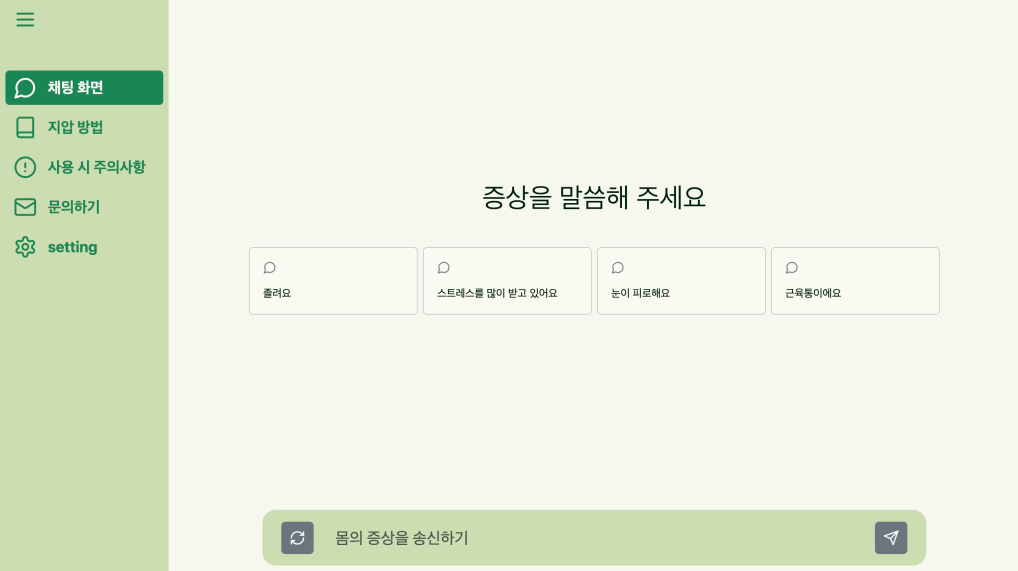 채팅 화면
지압 방법
사용 시 주의사항
문의하기
setting
증상을 말씀해 주세요
졸려요
스트레스를 많이 받고 있어요
눈이 피로해요
근육통이에요
몸의 증상을 송신하기